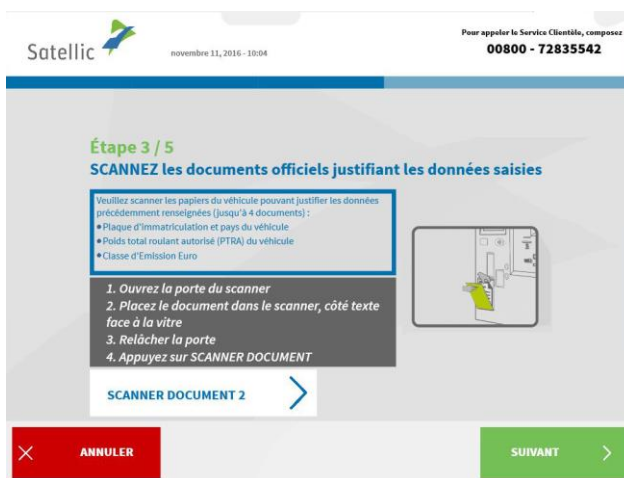 Satellic
novembre 11, 2016 - 10:04
Pour appeler le Service Clientèle, composez
00800 - 72835542
Étape 3 / 5
SCANNEZ les documents officiels justifiant les données saisies
Veuillez scanner les papiers du véhicule pouvant justifier les données
précédemment renseignées (jusqu'à 4 documents) :
• Plaque d'immatriculation et pays du véhicule
• Poids total roulant autorisé (PTRA) du véhicule
• Classe d'Emission Euro
1. Ouvrez la porte du scanner
2. Placez le document dans le scanner, côté texte
face à la vitre
3. Relâcher la porte
4. Appuyez sur SCANNER DOCUMENT
SCANNER DOCUMENT 2
ANNULER
SUIVANT